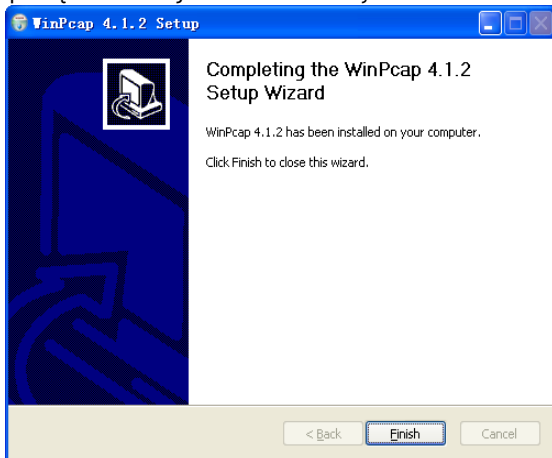 WinPcap 4.1.2 Setup
Completing the WinPcap 4.1.2
Setup Wizard
WinPcap 4.1.2 has been installed on your computer.
Click Finish to close this wizard.
< Back
Finish
Cancel